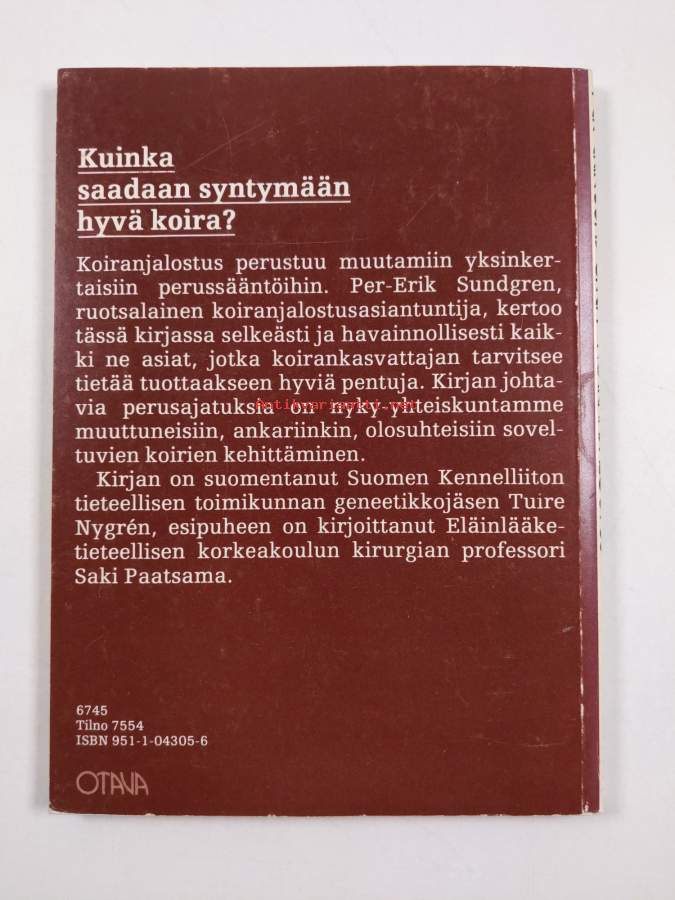 Kuinka
saadaan syntymään
hyvä koira?
Koiranjalostus perustuu muutamiin yksinker-
taisiin perussääntöihin. Per-Erik Sundgren,
ruotsalainen koiranjalostusasiantuntija, kertoo
tässä kirjassa selkeästi ja havainnollisesti kaik-
ki ne asiat, jotka koirankasvattajan tarvitsee
tietää tuottaakseen hyviä pentuja. Kirjan johta-
via perusajatuksia on nyky-yhteiskuntamme
muuttuneisiin, ankariinkin, olosuhteisiin sovel-
tuvien koirien kehittäminen.
Kirjan on suomentanut Suomen Kennelliiton
tieteellisen toimikunnan geneetikkojäsen Tuire
Nygrén, esipuheen on kirjoittanut Eläinlääke-
tieteellisen korkeakoulun kirurgian professori
Saki Paatsama.
6745
Tilno 7554
ISBN 951-1-04305-6
OTAVA
Antikvariaatti.net